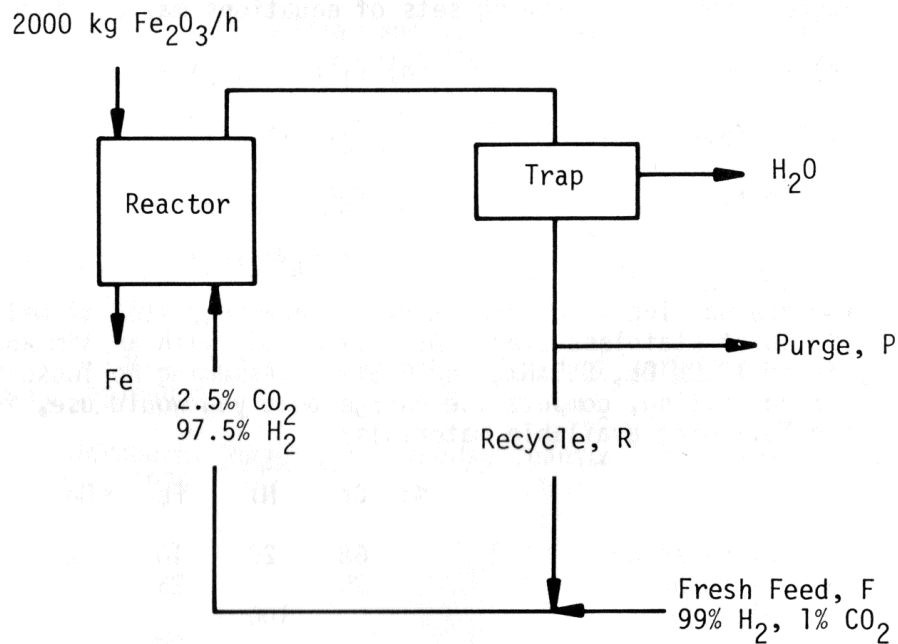 2000 kg Fe₂O₃/h
Reactor
Trap
H₂O
Purge, P
Fe
2.5% CO₂
97.5% H₂
Recycle, R
Fresh Feed, F
99% H₂, 1% CO₂